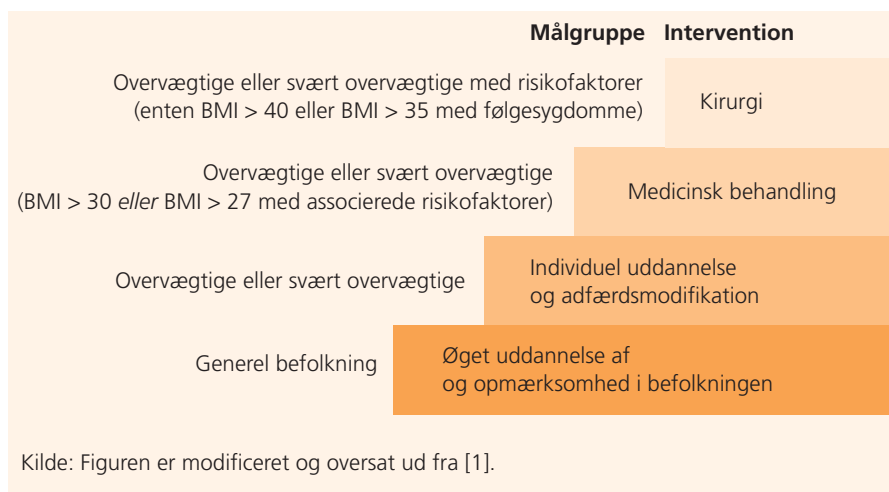 Målgruppe Intervention
Overvægtige eller svært overvægtige med risikofaktorer
(enten BMI > 40 eller BMI > 35 med følgesygdomme)
Kirurgi
Overvægtige eller svært overvægtige
(BMI > 30 eller BMI > 27 med associerede risikofaktorer)
Medicinsk behandling
Overvægtige eller svært overvægtige
Individuel uddannelse
og adfærdsmodifikation
Generel befolkning
Øget uddannelse af
og opmærksomhed i befolkningen
Kilde: Figuren er modificeret og oversat ud fra [1].